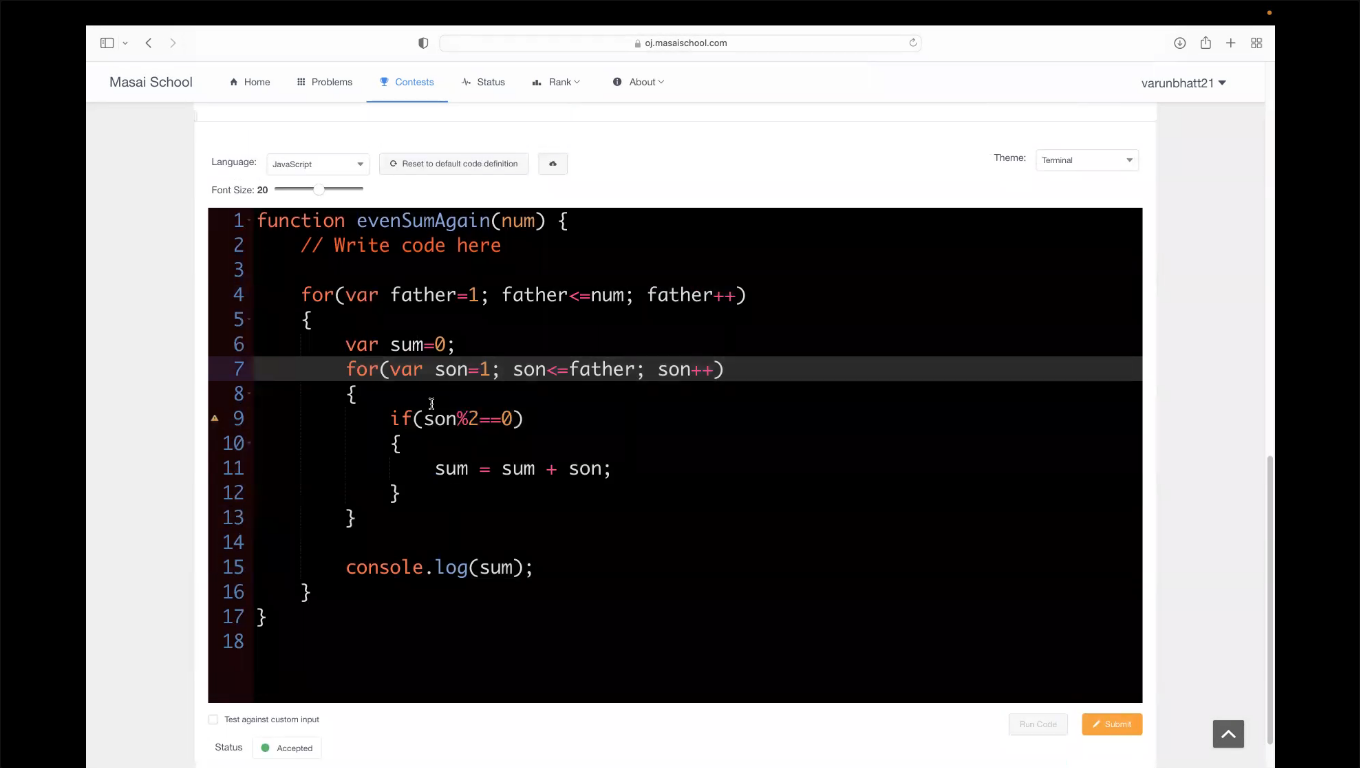 oj.masaischool.com
Masai School Home Problems Contests Status Rank About varunbhatt21
Language: JavaScript Reset to default code definition Theme: Terminal
Font Size: 20
1 function evenSumAgain(num) {
2 // Write code here
3
4 for(var father=1; father<=num; father++)
5 {
6 var sum=0;
7 for(var son=1; son<=father; son++)
8 {
9 if(son%2==0)
10 {
11 sum = sum + son;
12 }
13 }
14
15 console.log(sum);
16 }
17 }
18
Test against custom input Run Code Submit
Status Accepted